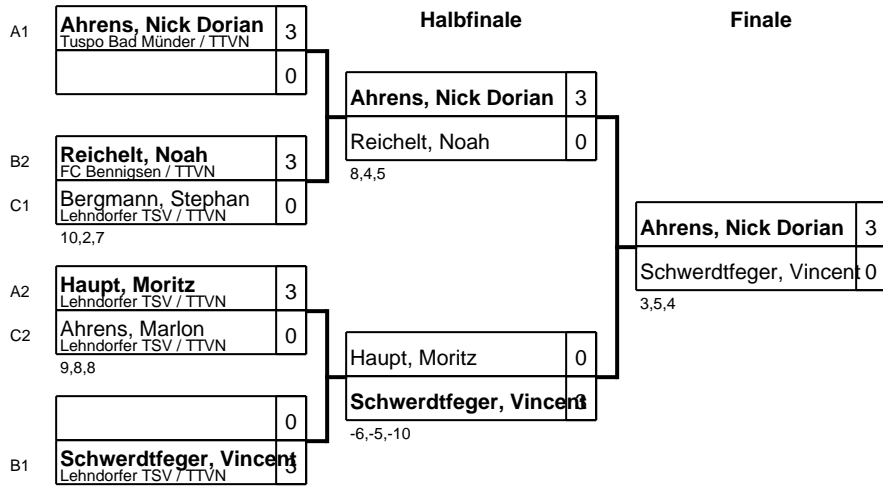 Halbfinale
Finale
A1
Ahrens, Nick Dorian 3
Tuspo Bad Münder / TTVN
0
B2
Reichelt, Noah 3
FC Bennigsen / TTVN
C1
Bergmann, Stephan 0
Lehndorfer TSV / TTVN
10,2,7
A2
Haupt, Moritz 3
Lehndorfer TSV / TTVN
C2
Ahrens, Marlon 0
Lehndorfer TSV / TTVN
9,8,8
0
B1
Schwerdtfeger, Vincent 3
Lehndorfer TSV / TTVN
Ahrens, Nick Dorian 3
Reichelt, Noah 0
8,4,5
Haupt, Moritz 0
Schwerdtfeger, Vincent 3
-6,-5,-10
Ahrens, Nick Dorian 3
Schwerdtfeger, Vincent 0
3,5,4